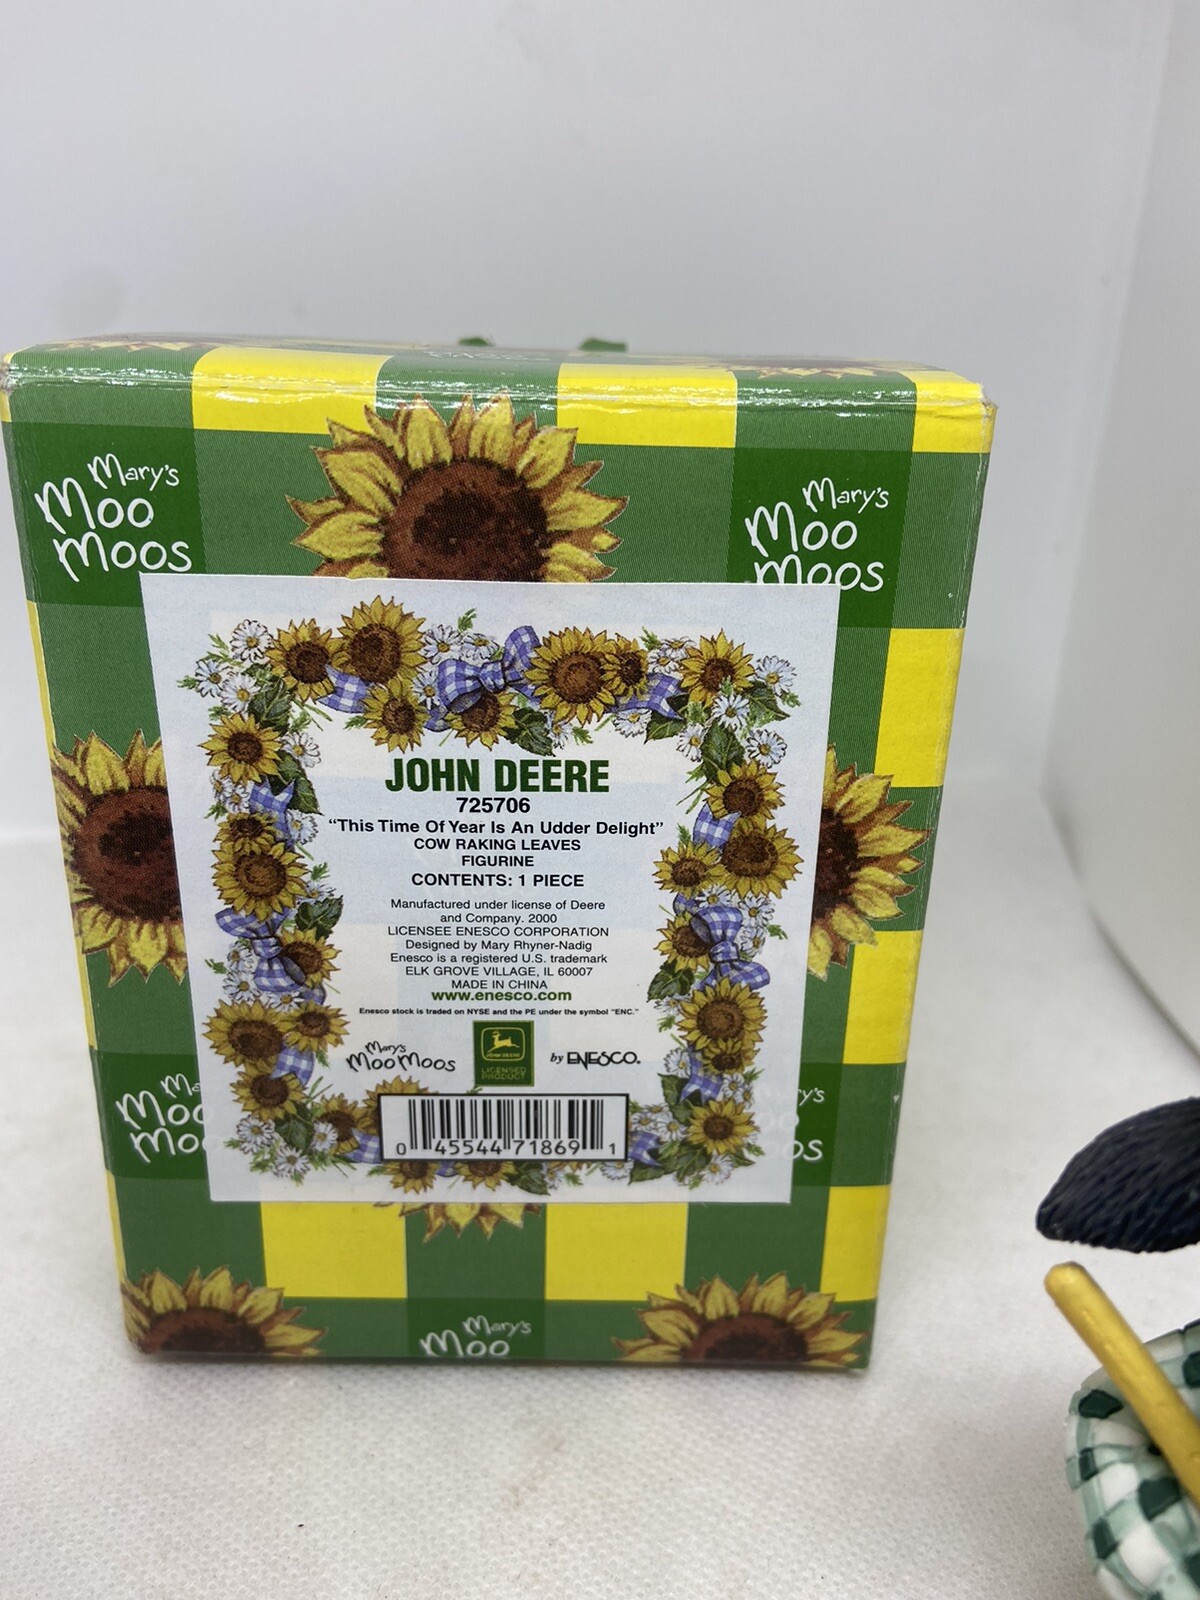 Mary's
Moo
Moos
Mary's
Moo
Moos
JOHN DEERE
725706
"This Time Of Year Is An Udder Delight"
COW RAKING LEAVES
FIGURINE
CONTENTS: 1 PIECE
Manufactured under license of Deere
and Company. 2000
LICENSEE ENESCO CORPORATION
Designed by Mary Rhyner-Nadig
Enesco is a registered U.S. trademark
ELK GROVE VILLAGE, IL 60007
MADE IN CHINA
www.enesco.com
Enesco stock is traded on NYSE and the PE under the symbol "ENC."
Mary's
Moo Moos
JOHN DEERE
LICENSED
PRODUCT
by ENESCO.
0 45544 71869 1
Mary's
Moo